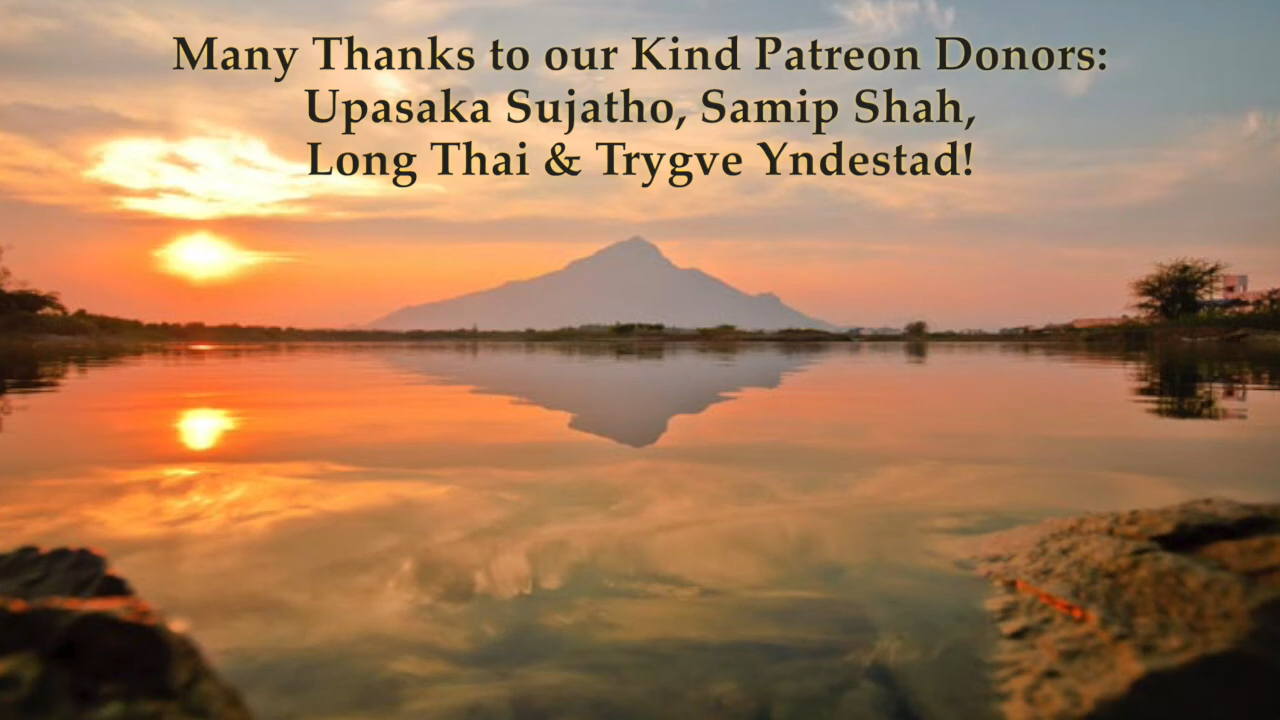 Many Thanks to our Kind Patreon Donors:
Upasaka Sujatho, Samip Shah,
Long Thai & Trygve Yndestad!